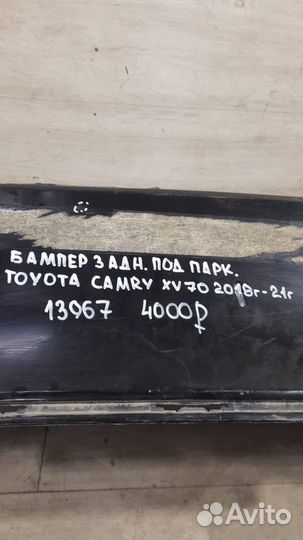 БАМПЕР ЗАДН. ПОД ПАРК.
TOYOTA CAMRY XV70 2018г-21г
13967 4000₽
Avito